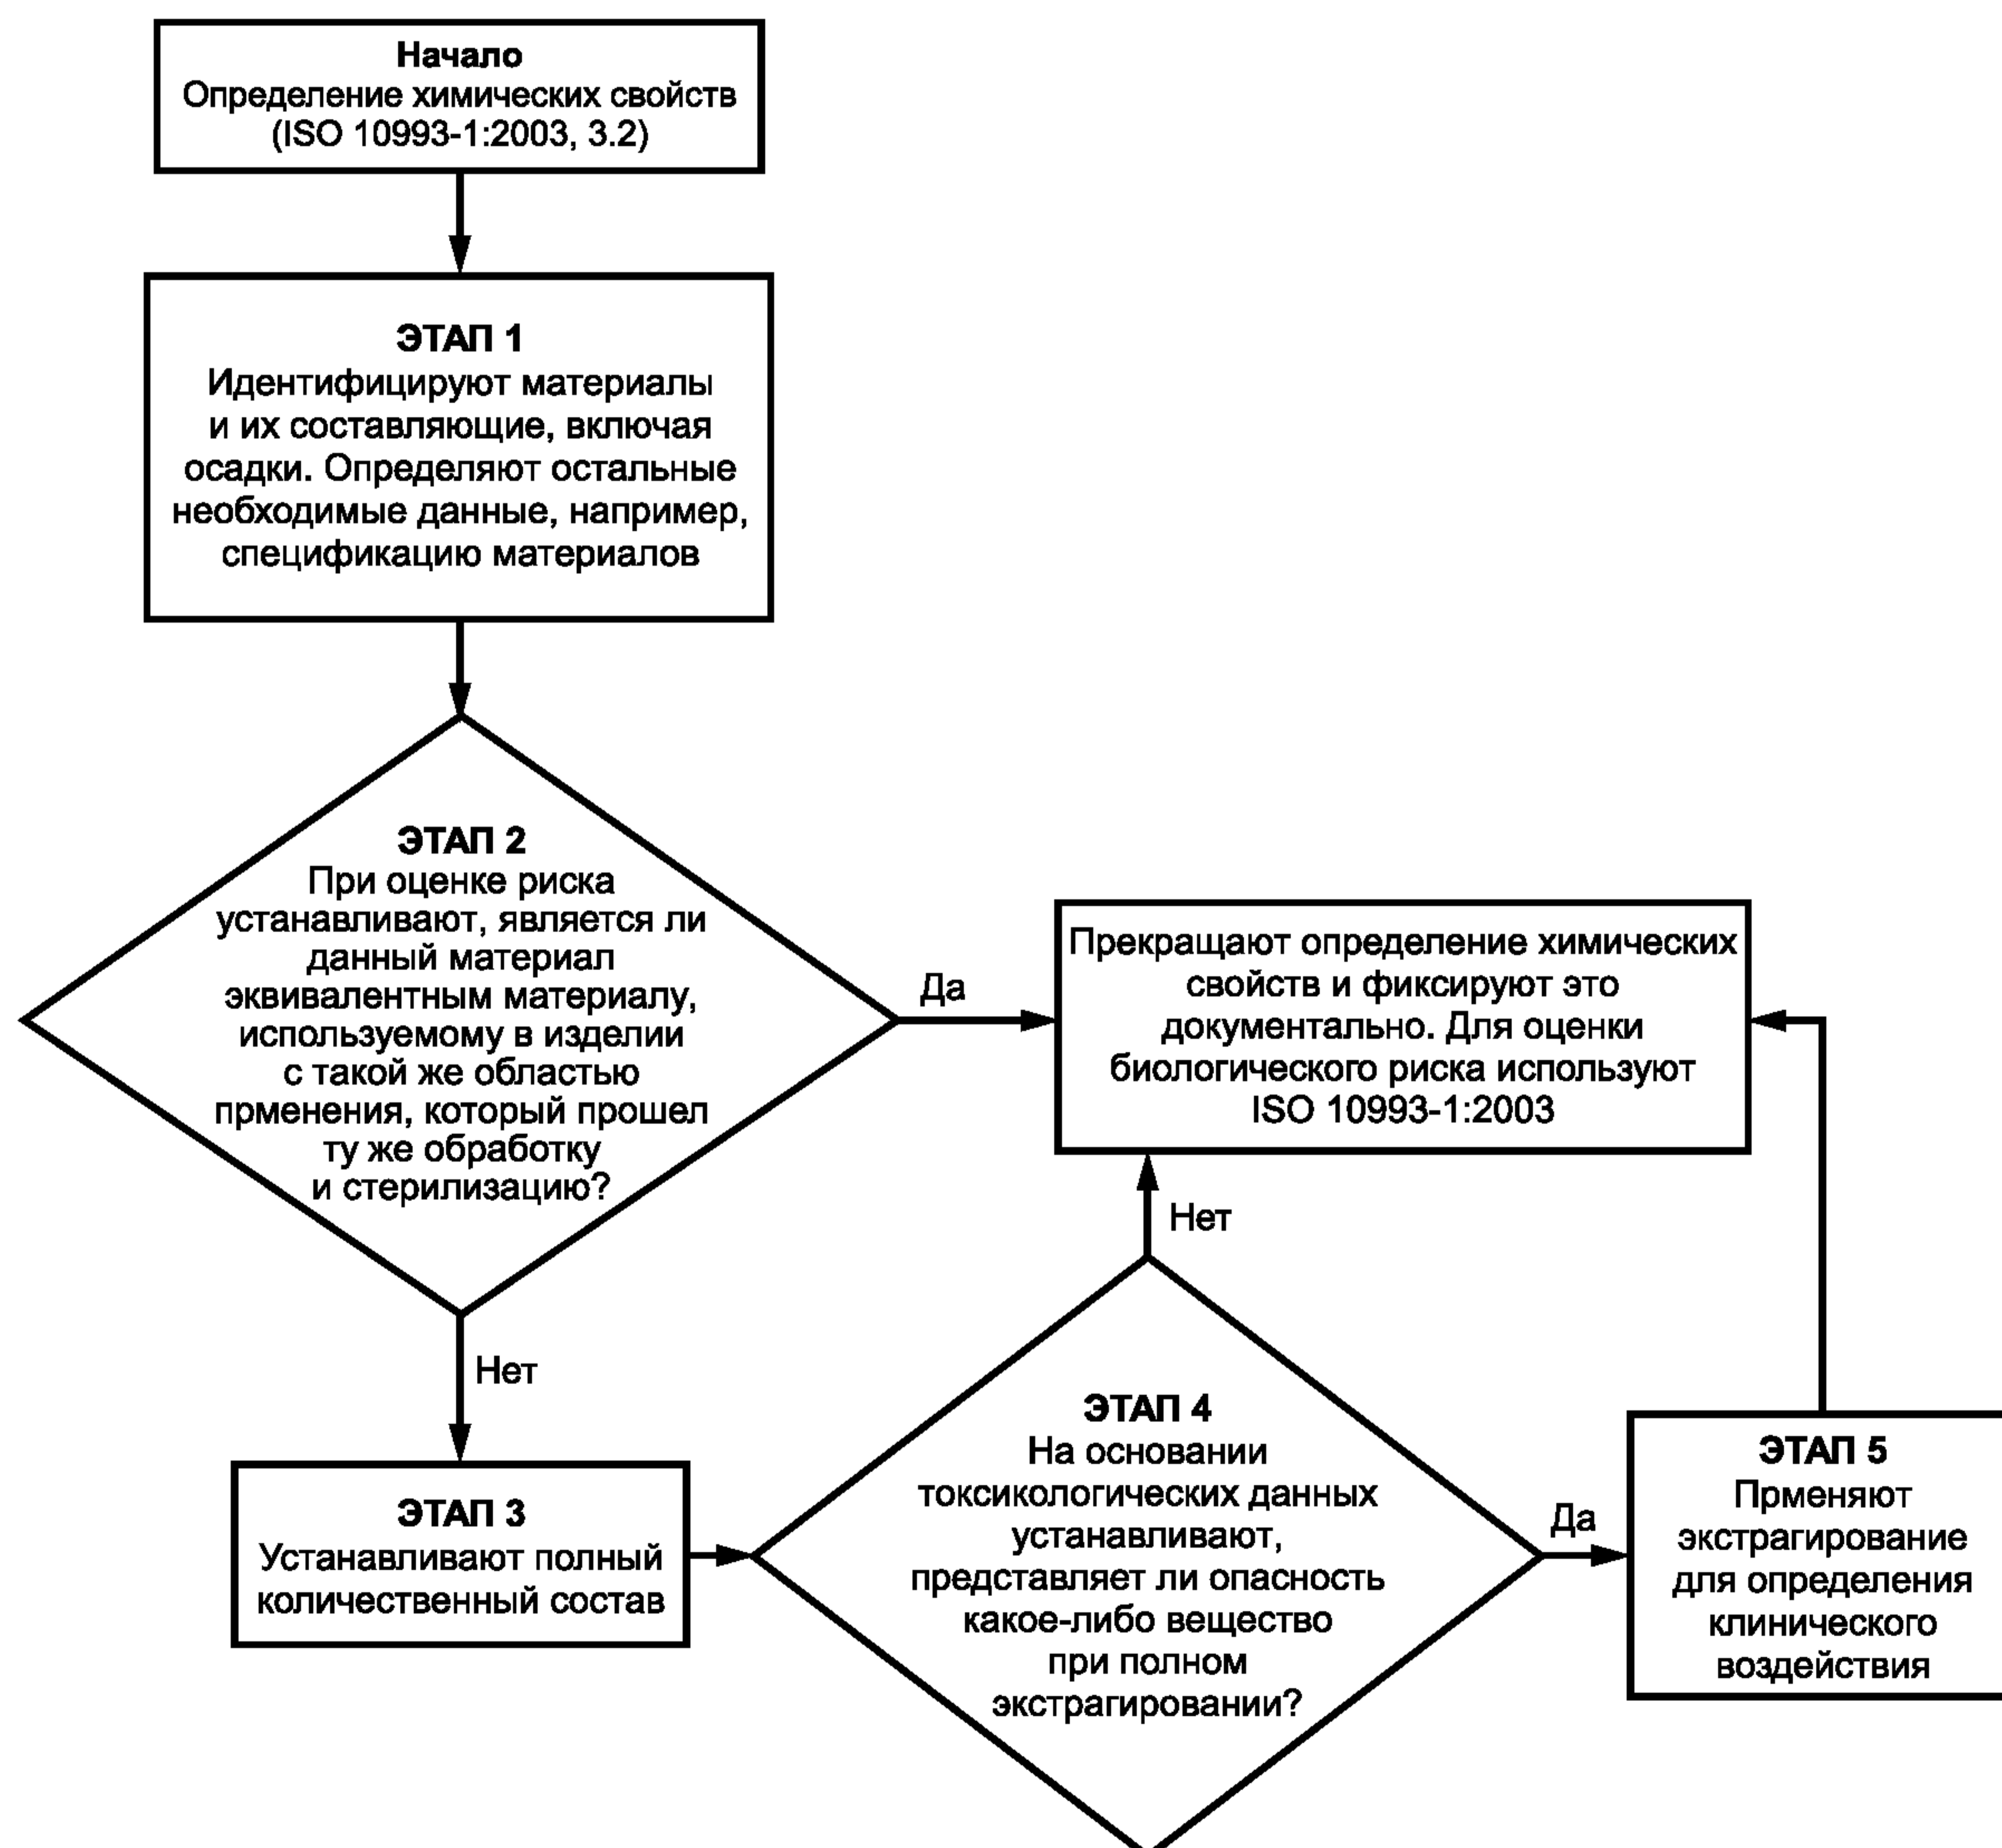 Начало
Определение химических свойств
(ISO 10993-1:2003, 3.2)
ЭТАП 1
Идентифицируют материалы
и их составляющие, включая
осадки. Определяют остальные
необходимые данные, например,
спецификацию материалов
ЭТАП 2
При оценке риска
устанавливают, является ли
данный материал
эквивалентным материалу,
используемому в изделии
с такой же областью
прменения, который прошел
ту же обработку
и стерилизацию?
Да
Прекращают определение химических
свойств и фиксируют это
документально. Для оценки
биологического риска используют
ISO 10993-1:2003
Нет
Нет
ЭТАП 3
Устанавливают полный
количественный состав
ЭТАП 4
На основании
токсикологических данных
устанавливают,
представляет ли опасность
какое-либо вещество
при полном
экстрагировании?
Да
ЭТАП 5
Прменяют
экстрагирование
для определения
клинического
воздействия